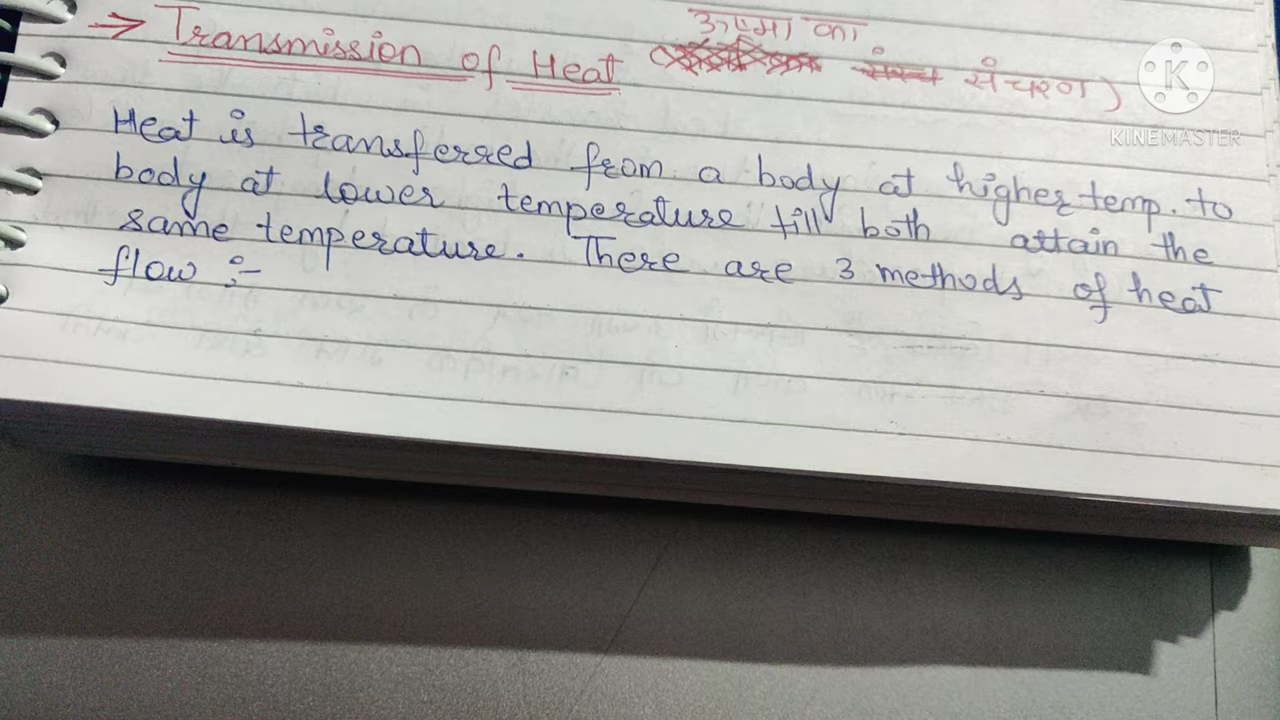 ऊष्मा का
→ Transmission of Heat ( संचरण)
KINEMASTER
Heat is transferred from a body at higher temp. to
body at lower temperature till both attain the
same temperature. There are 3 methods of heat
flow :-